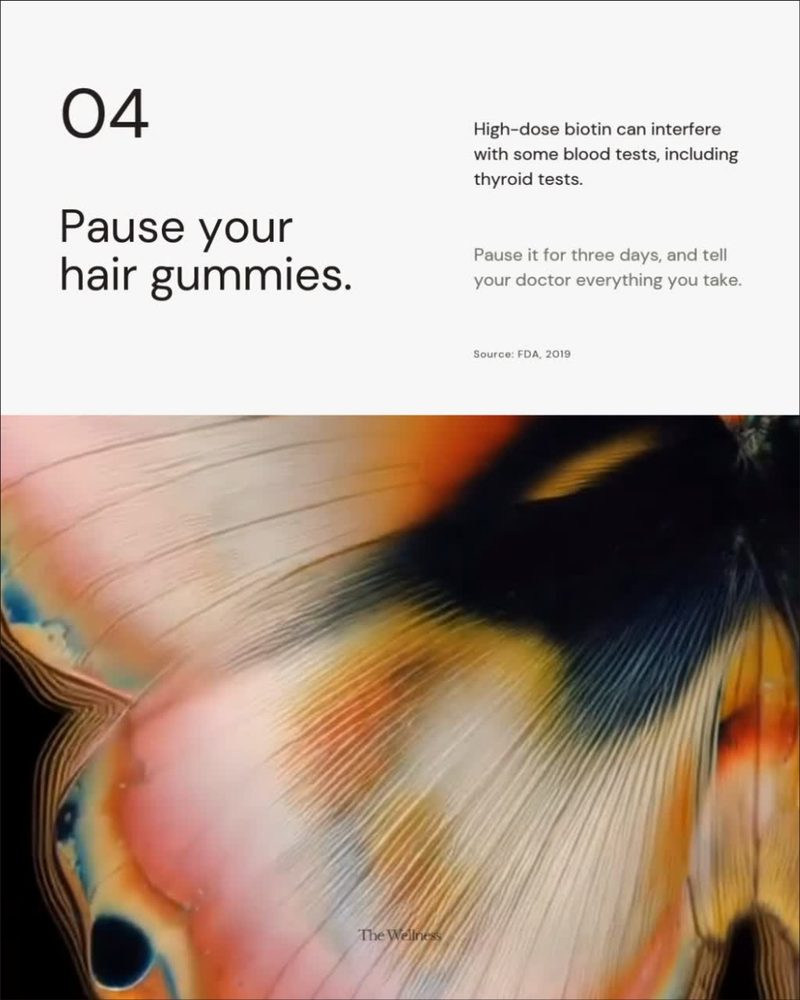 04
Pause your
hair gummies.
High-dose biotin can interfere
with some blood tests, including
thyroid tests.
Pause it for three days, and tell
your doctor everything you take.
Source: FDA, 2019
The Wellness